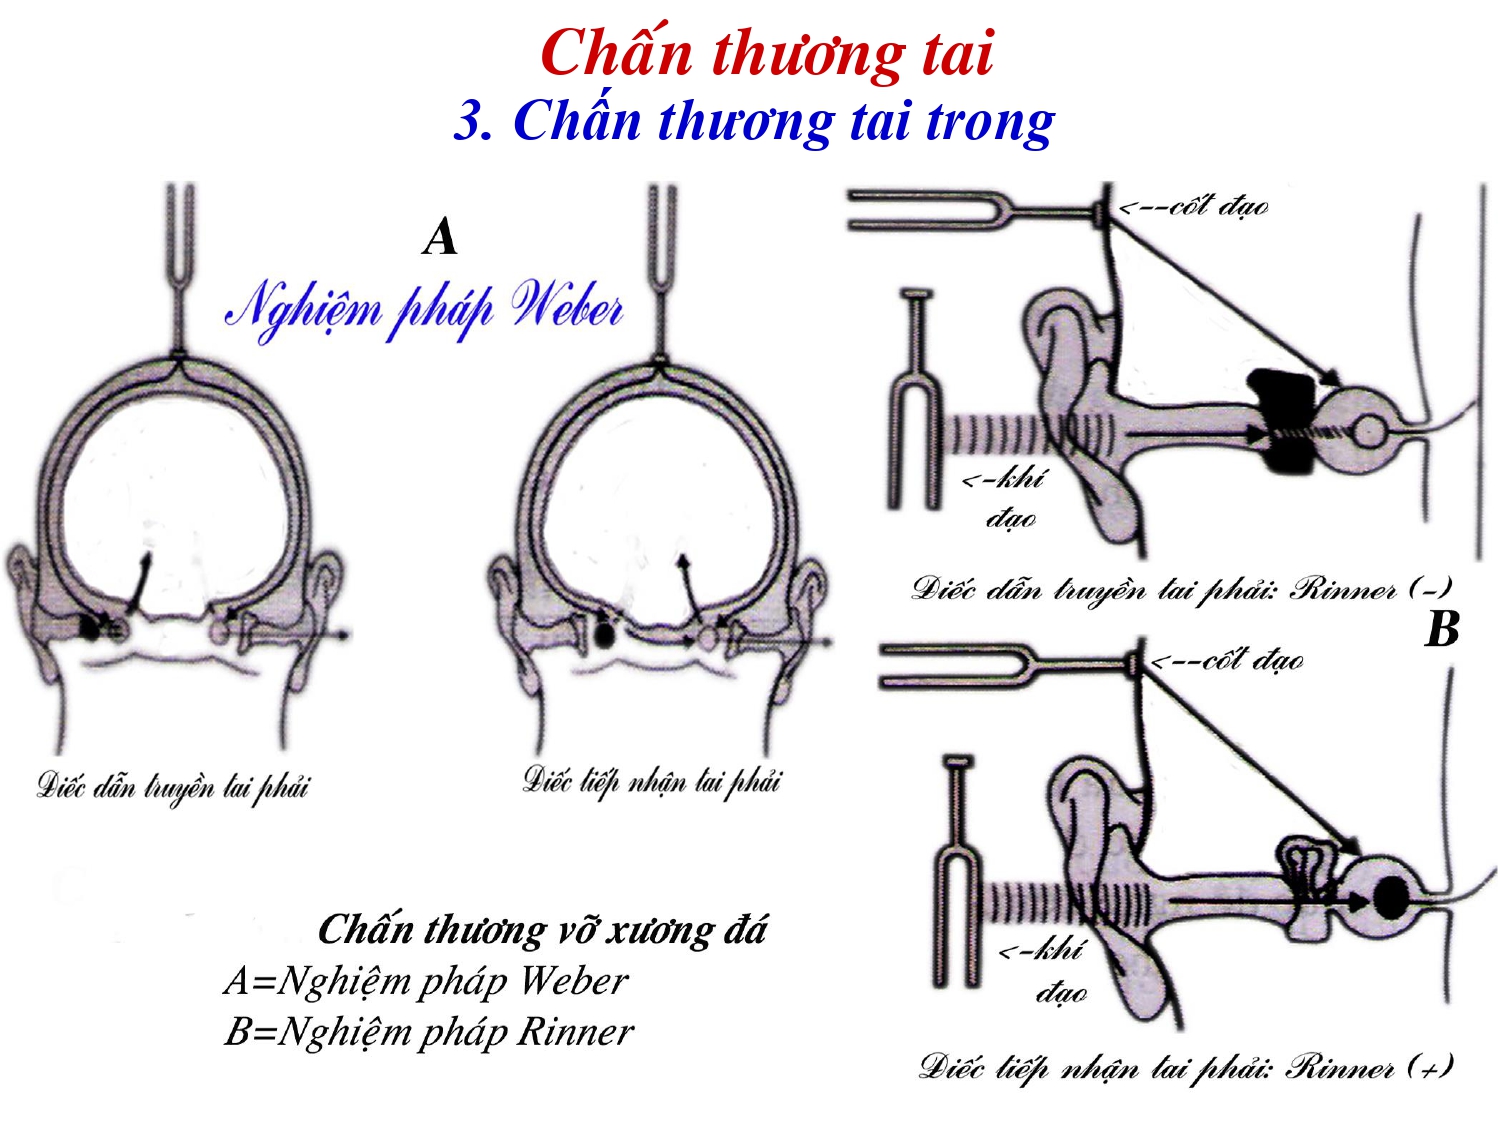 Chấn thương tai
3. Chấn thương tai trong
A
Nghiệm pháp Weber
Điếc dẫn truyền tai phải
Điếc tiếp nhận tai phải
<--cốt đạo
<-khí
đạo
Điếc dẫn truyền tai phải: Rinner (-)
B
<--cốt đạo
<-khí
đạo
Điếc tiếp nhận tai phải: Rinner (+)
Chấn thương vỡ xương đá
A=Nghiệm pháp Weber
B=Nghiệm pháp Rinner